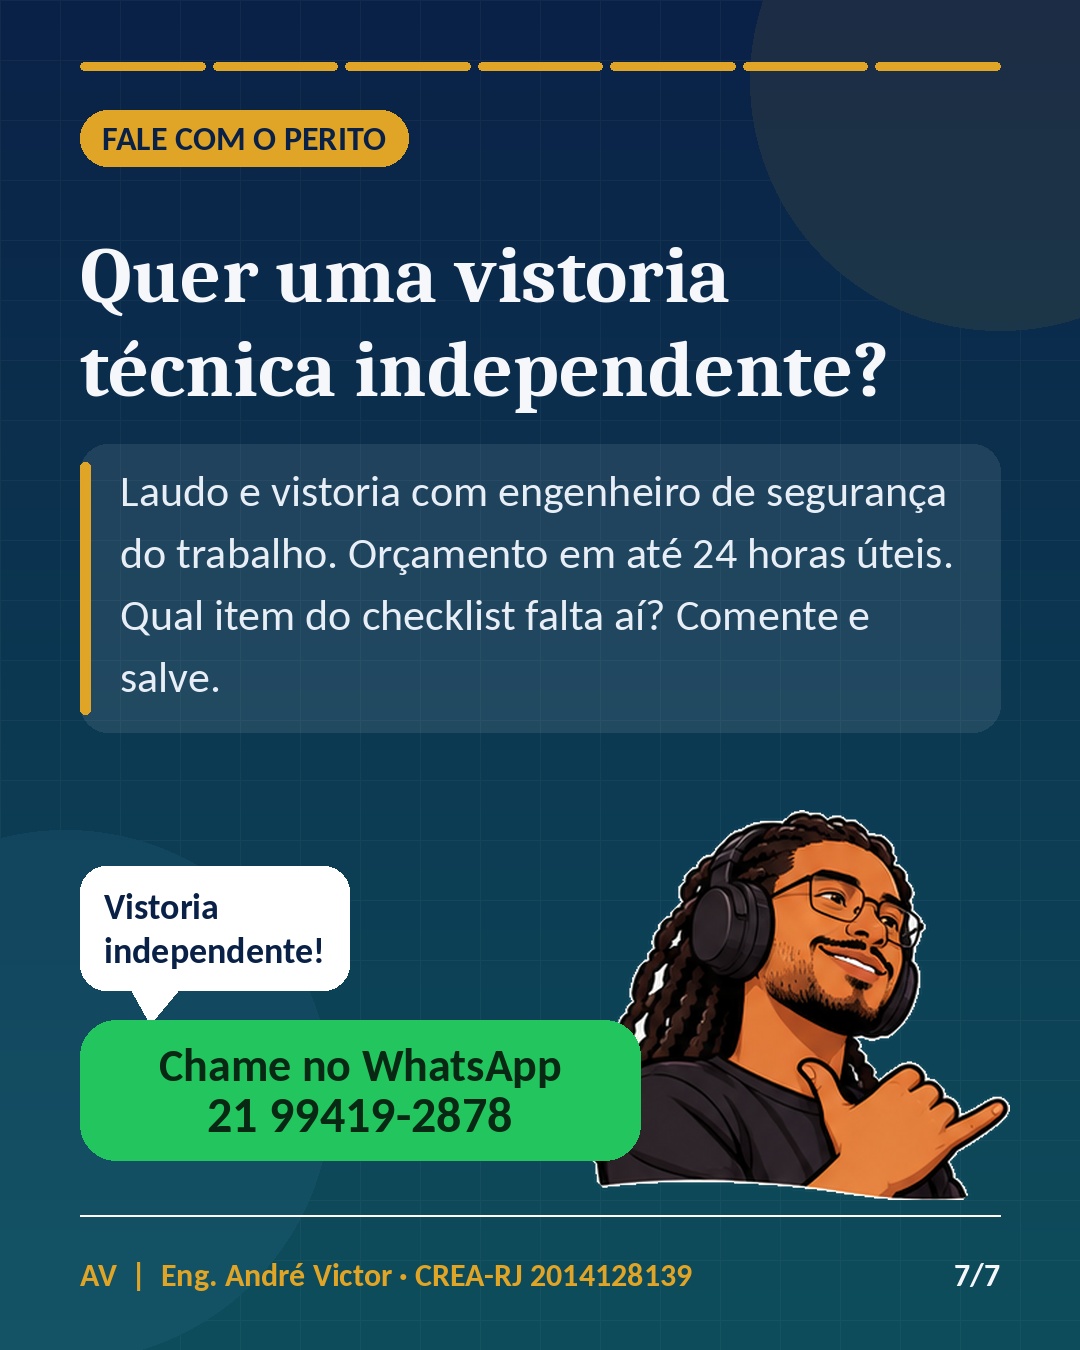 FALE COM O PERITO
Quer uma vistoria
técnica independente?
Laudo e vistoria com engenheiro de segurança
do trabalho. Orçamento em até 24 horas úteis.
Qual item do checklist falta aí? Comente e
salve.
Vistoria
independente!
Chame no WhatsApp
21 99419-2878
AV | Eng. André Victor · CREA-RJ 2014128139
7/7